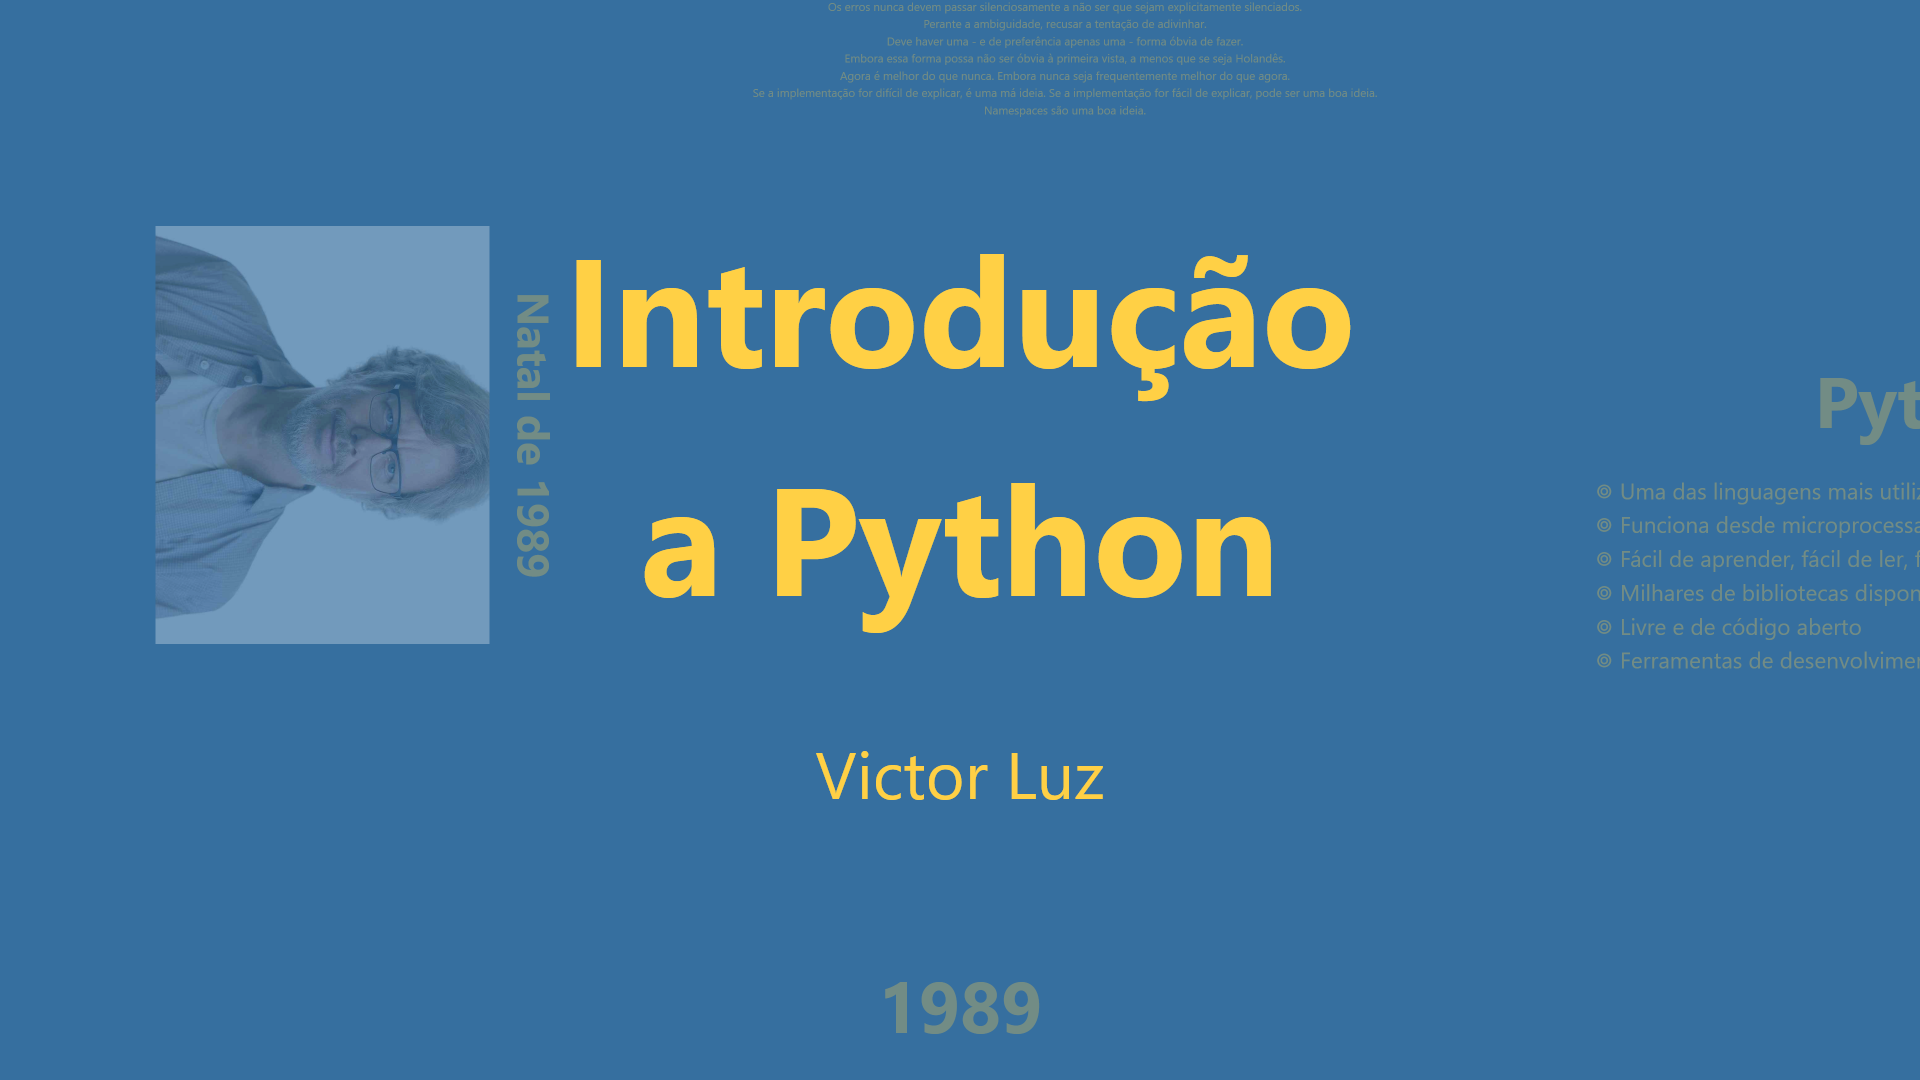 Os erros nunca devem passar silenciosamente a não ser que sejam explicitamente silenciados.
Perante a ambiguidade, recusar a tentação de adivinhar.
Deve haver uma - e de preferência apenas uma - forma óbvia de fazer.
Embora essa forma possa não ser óbvia à primeira vista, a menos que se seja Holandês.
Agora é melhor do que nunca. Embora nunca seja frequentemente melhor do que agora.
Se a implementação for difícil de explicar, é uma má ideia. Se a implementação for fácil de explicar, pode ser uma boa ideia.
Namespaces são uma boa ideia.
Natal de 1989
Introdução
a Python
Victor Luz
1989
Pyt
Uma das linguagens mais utiliz
Funciona desde microprocessa
Fácil de aprender, fácil de ler, f
Milhares de bibliotecas dispon
Livre e de código aberto
Ferramentas de desenvolvimen